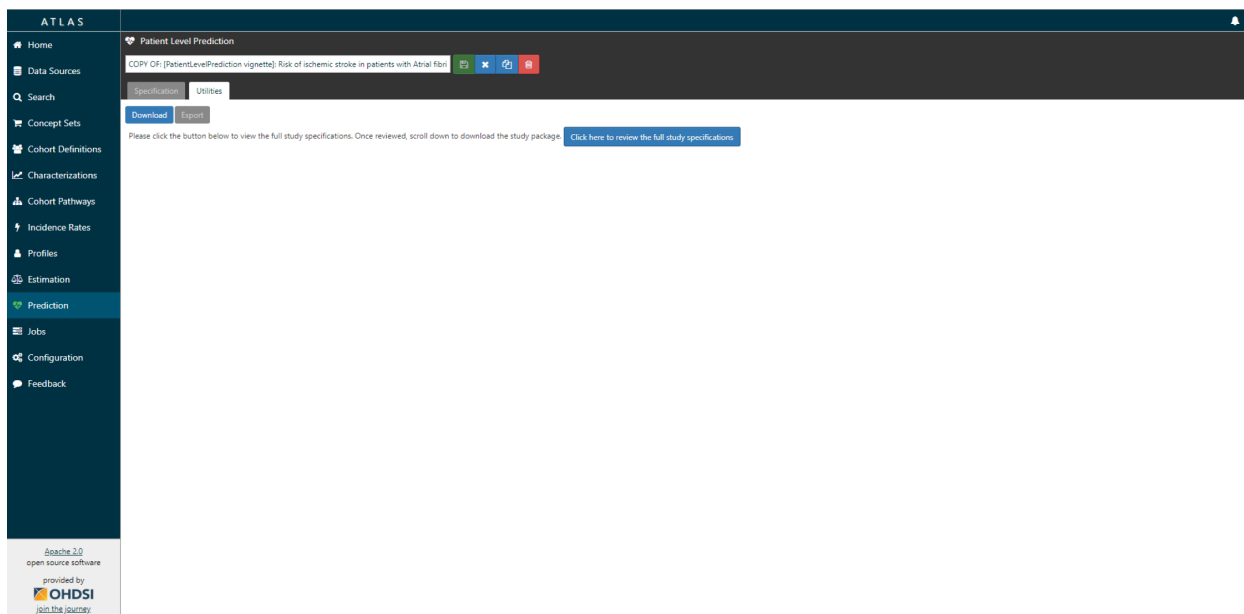 ATLAS
Home
Data Sources
Search
Concept Sets
Cohort Definitions
Characterizations
Cohort Pathways
Incidence Rates
Profiles
Estimation
Prediction
Jobs
Configuration
Feedback
Apache 2.0
open source software
provided by
OHDSI
join the journey
Patient Level Prediction
COPY OF: [PatientLevelPrediction vignette]: Risk of ischemic stroke in patients with Atrial fibri
Specification Utilities
Download Export
Please click the button below to view the full study specifications. Once reviewed, scroll down to download the study package. Click here to review the full study specifications